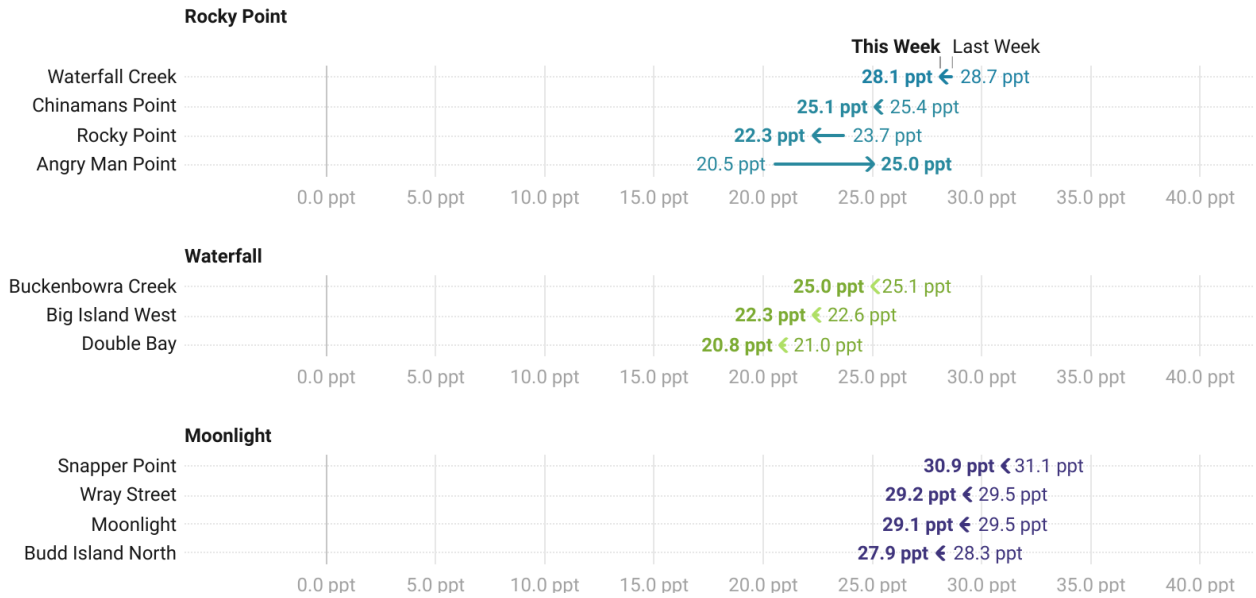 Rocky Point
This Week Last Week
Waterfall Creek 28.1 ppt 28.7 ppt
Chinamans Point 25.1 ppt 25.4 ppt
Rocky Point 22.3 ppt 23.7 ppt
Angry Man Point 20.5 ppt 25.0 ppt
0.0 ppt 5.0 ppt 10.0 ppt 15.0 ppt 20.0 ppt 25.0 ppt 30.0 ppt 35.0 ppt 40.0 ppt
Waterfall
Buckenbowra Creek 25.0 ppt 25.1 ppt
Big Island West 22.3 ppt 22.6 ppt
Double Bay 20.8 ppt 21.0 ppt
0.0 ppt 5.0 ppt 10.0 ppt 15.0 ppt 20.0 ppt 25.0 ppt 30.0 ppt 35.0 ppt 40.0 ppt
Moonlight
Snapper Point 30.9 ppt 31.1 ppt
Wray Street 29.2 ppt 29.5 ppt
Moonlight 29.1 ppt 29.5 ppt
Budd Island North 27.9 ppt 28.3 ppt
0.0 ppt 5.0 ppt 10.0 ppt 15.0 ppt 20.0 ppt 25.0 ppt 30.0 ppt 35.0 ppt 40.0 ppt